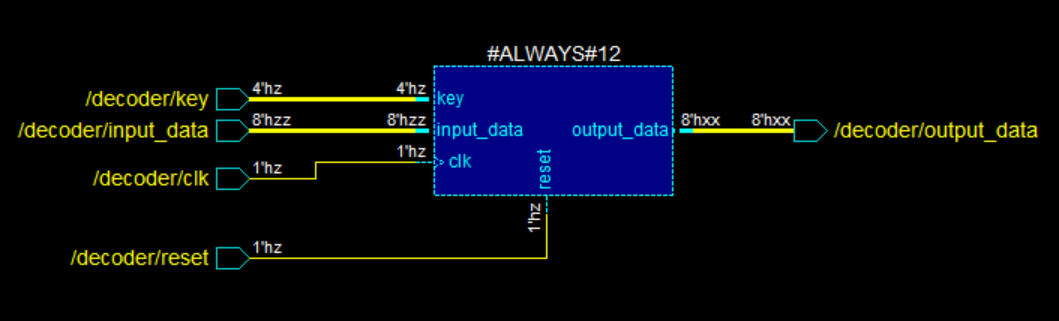 #ALWAYS#12
/decoder/key 4'hz 4'hz key
/decoder/input_data 8'hzz 8'hzz input_data output_data 8'hxx 8'hxx /decoder/output_data
/decoder/clk 1'hz 1'hz clk
reset
1'hz
/decoder/reset 1'hz